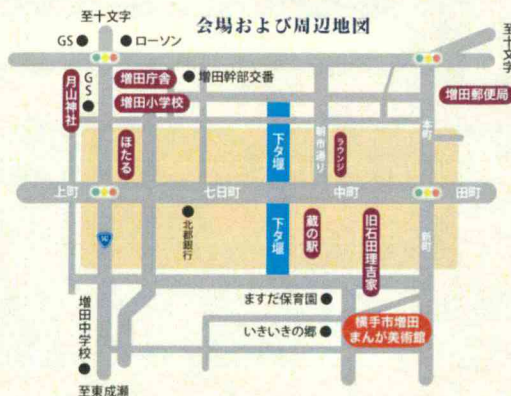 会場および周辺地図
至十文字
GS
ローソン
至十文字
月山神社
GS
増田庁舎
増田幹部交番
増田小学校
増田郵便局
ほたる
下夕堰
朝市通り
ラウンジ
本町
上町
七日町
中町
田町
北都銀行
下夕堰
蔵の駅
旧石田理吉家
新町
増田中学校
ますだ保育園
いきいきの郷
横手市増田
まんが美術館
至東成瀬